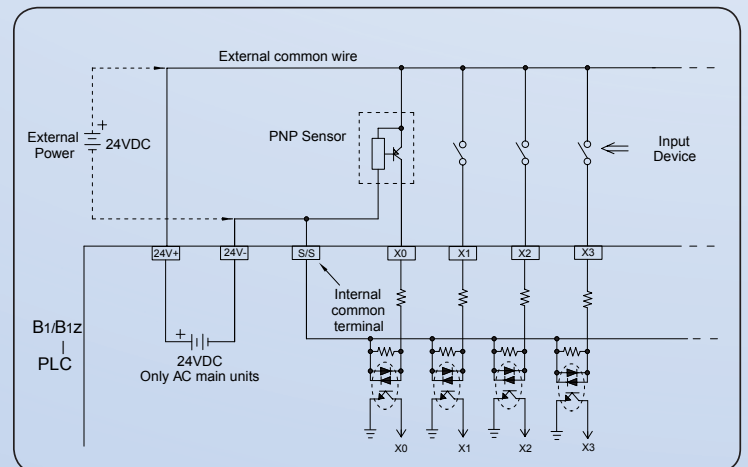 External common wire
PNP Sensor
External
Power
+
24VDC
Input
Device
24V+
24V-
S/S
X0
X1
X2
X3
Internal
common
terminal
B1/B1z
PLC
+
24VDC
Only AC main units
X0
X1
X2
X3